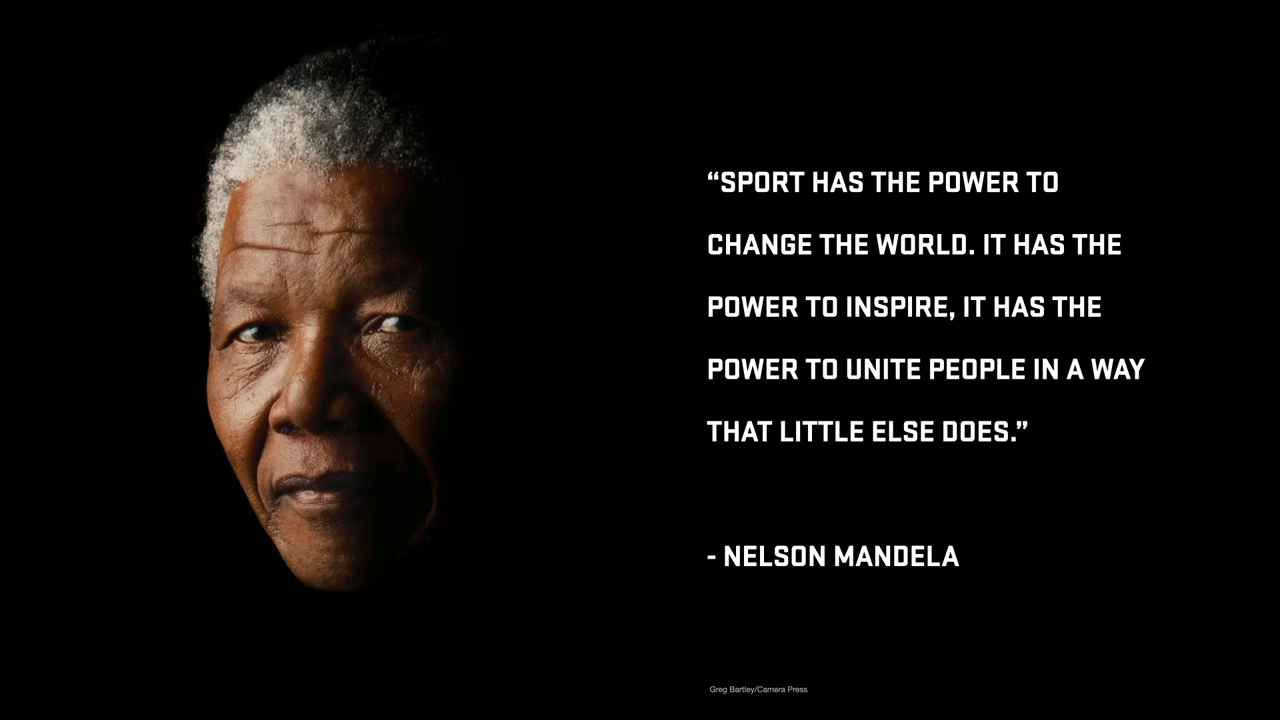 “SPORT HAS THE POWER TO
CHANGE THE WORLD. IT HAS THE
POWER TO INSPIRE, IT HAS THE
POWER TO UNITE PEOPLE IN A WAY
THAT LITTLE ELSE DOES.”
- NELSON MANDELA
Greg Bartley/Camera Press